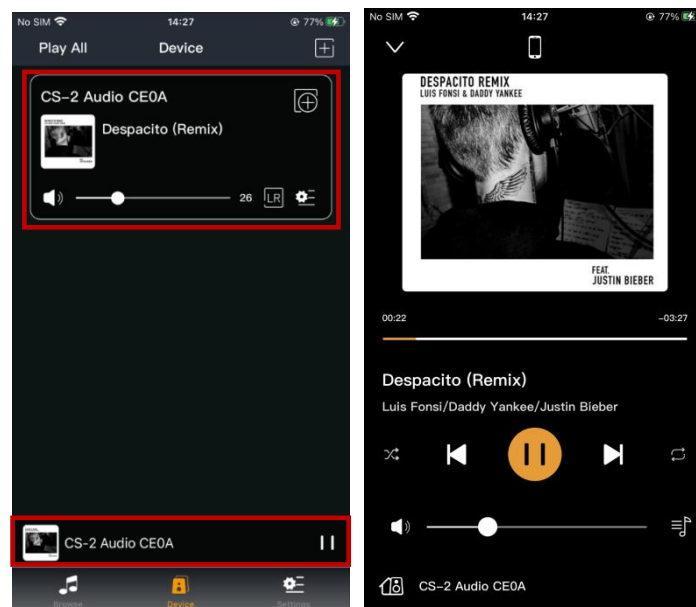 No SIM 14:27 77%
Play All Device
CS-2 Audio CE0A
Despacito (Remix)
26 LR
CS-2 Audio CE0A
Browse Device Settings
No SIM 14:27 77%
DESPACITO REMIX
LUIS FONSI & DADDY YANKEE
FEAT.
JUSTIN BIEBER
00:22 -03:27
Despacito (Remix)
Luis Fonsi/Daddy Yankee/Justin Bieber
CS-2 Audio CE0A